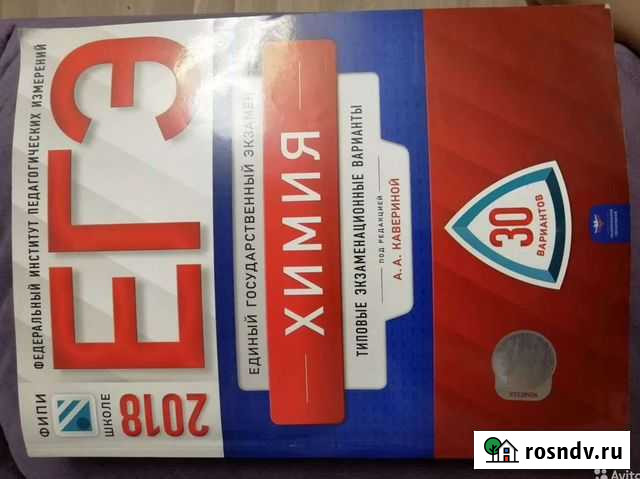 ФЕДЕРАЛЬНЫЙ ИНСТИТУТ ПЕДАГОГИЧЕСКИХ ИЗМЕРЕНИЙ
ФИПИ
ШКОЛЕ
2018
ЕГЭ
ЕДИНЫЙ ГОСУДАРСТВЕННЫЙ ЭКЗАМЕН
ХИМИЯ
ТИПОВЫЕ ЭКЗАМЕНАЦИОННЫЕ ВАРИАНТЫ
ПОД РЕДАКЦИЕЙ
А. А. КАВЕРИНОЙ
30
ВАРИАНТОВ
rosndv.ru
Avito